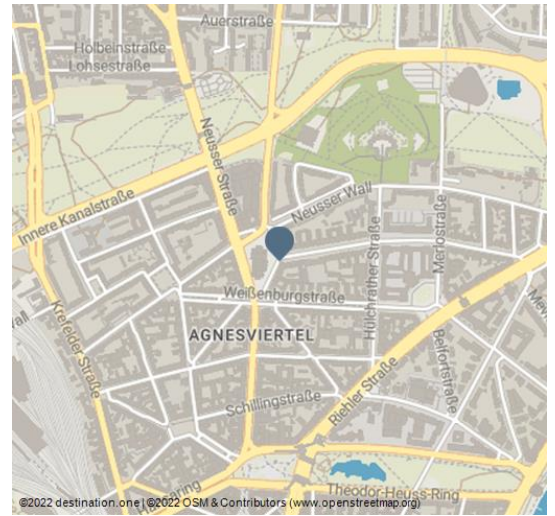 Auerstraße
Holbeinstraße
Lohsestraße
Neusser Straße
Innere Kanalstraße
Neusser Wall
Hülchrather Straße
Merlostraße
Weißenburgstraße
AGNESVIERTEL
Krefelder Straße
Riehler Straße
Belfortstraße
Schillingstraße
Theodor-Heuss-Ring
©2022 destination.one | ©2022 OSM & Contributors (www.openstreetmap.org)